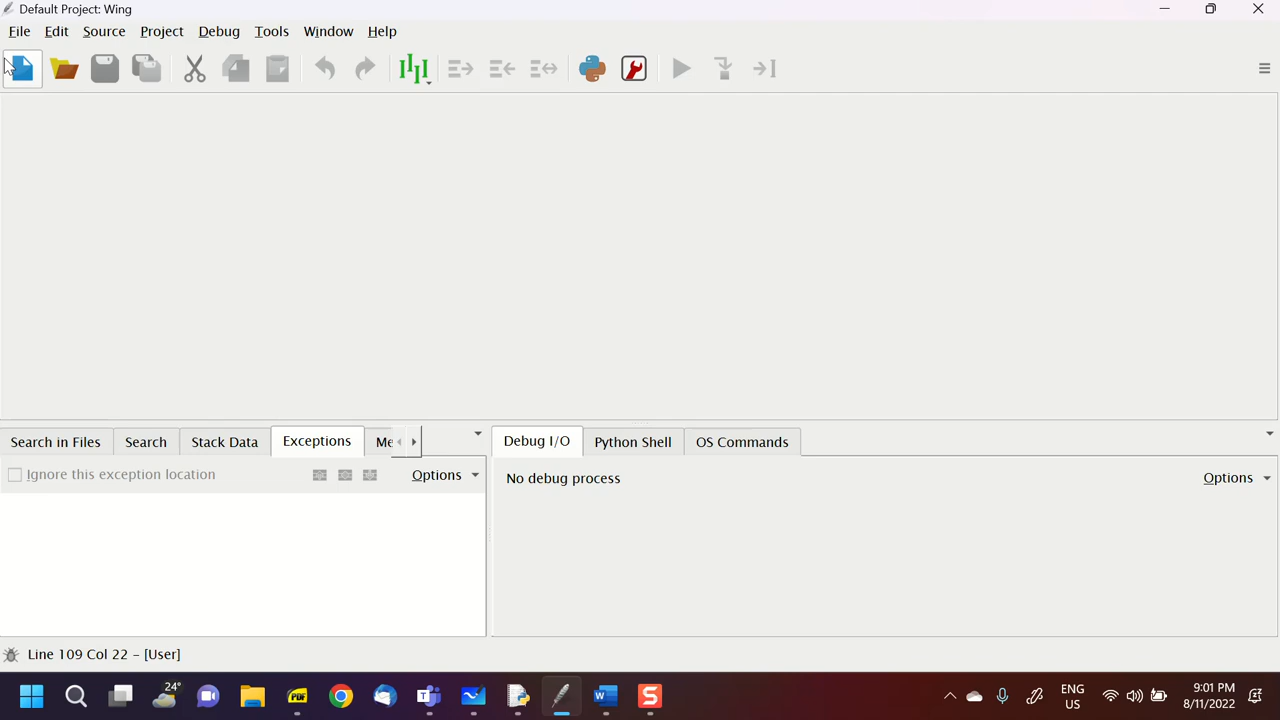 Default Project: Wing
File Edit Source Project Debug Tools Window Help
Search in Files Search Stack Data Exceptions Me Debug I/O Python Shell OS Commands
Ignore this exception location Options No debug process Options
Line 109 Col 22 – [User]
24° PDF S ENG US 9:01 PM 8/11/2022